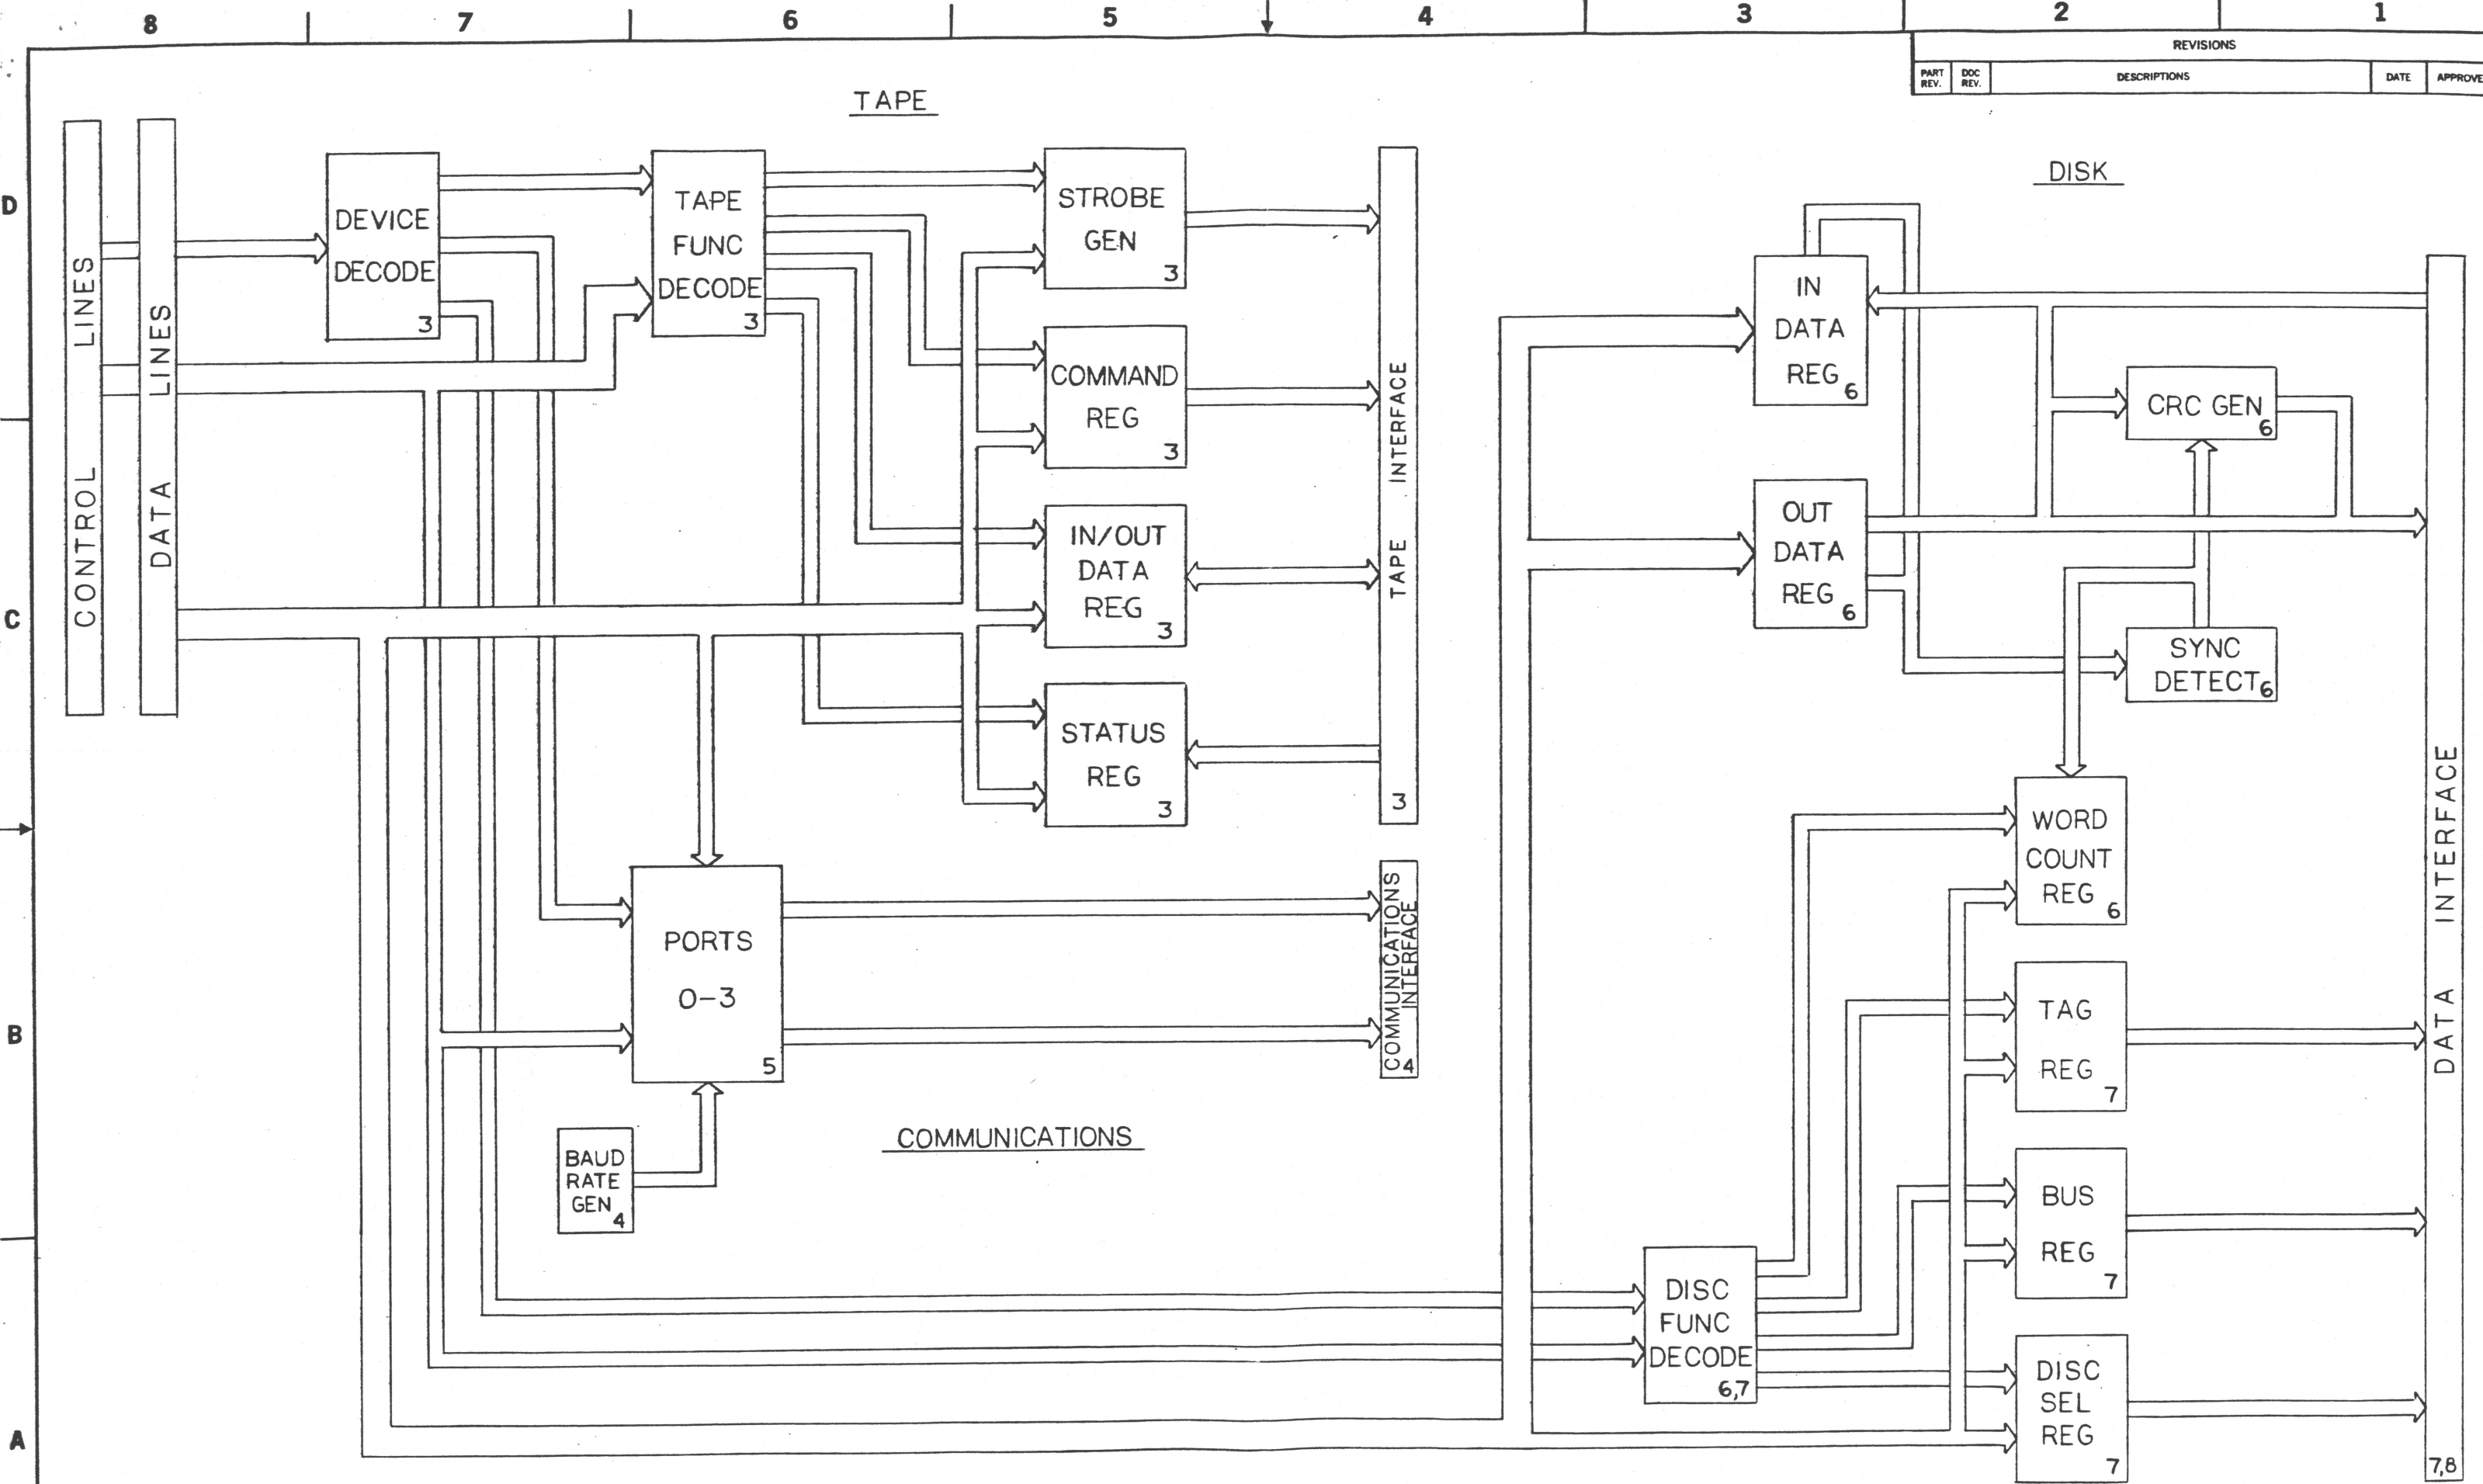 8 7 6 5 4 3 2 1
REVISIONS
PART REV.
DOC REV.
DESCRIPTIONS
DATE
APPROVE
D
C
B
A
TAPE
CONTROL LINES
DATA LINES
DEVICE
DECODE
3
TAPE
FUNC
DECODE
3
STROBE
GEN
3
COMMAND
REG
3
IN/OUT
DATA
REG
3
STATUS
REG
3
TAPE INTERFACE
3
PORTS
0-3
5
BAUD
RATE
GEN
4
COMMUNICATIONS
INTERFACE
4
COMMUNICATIONS
DISK
IN
DATA
REG
6
CRC GEN
6
OUT
DATA
REG
6
SYNC
DETECT
6
WORD
COUNT
REG
6
TAG
REG
7
BUS
REG
7
DISC
FUNC
DECODE
6,7
DISC
SEL
REG
7
DATA INTERFACE
7,8